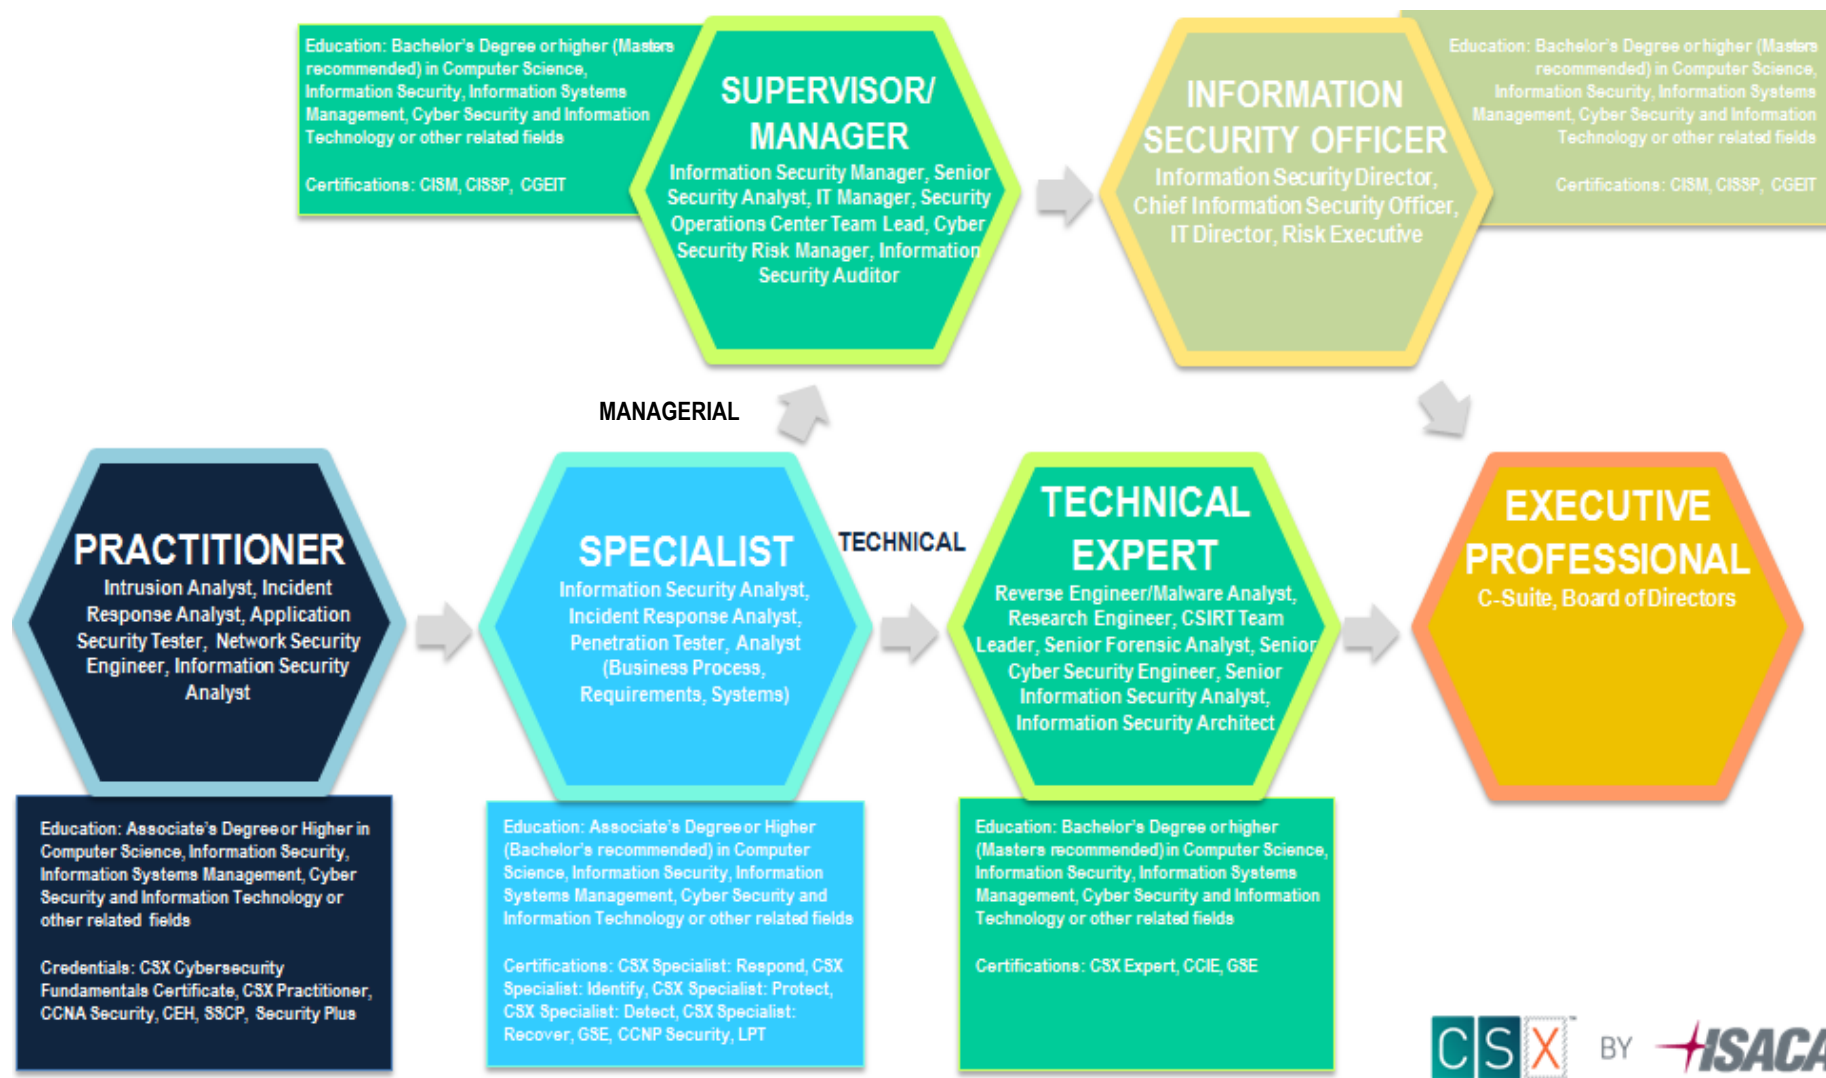 Education: Bachelor's Degree or higher (Masters
recommended) in Computer Science,
Information Security, Information Systems
Management, Cyber Security and Information
Technology or other related fields
Certifications: CISM, CISSP, CGEIT
SUPERVISOR/
MANAGER
Information Security Manager, Senior
Security Analyst, IT Manager, Security
Operations Center Team Lead, Cyber
Security Risk Manager, Information
Security Auditor
INFORMATION
SECURITY OFFICER
Information Security Director,
Chief Information Security Officer,
IT Director, Risk Executive
Education: Bachelor's Degree or higher (Masters
recommended) in Computer Science,
Information Security, Information Systems
Management, Cyber Security and Information
Technology or other related fields
Certifications: CISM, CISSP, CGEIT
MANAGERIAL
PRACTITIONER
Intrusion Analyst, Incident
Response Analyst, Application
Security Tester, Network Security
Engineer, Information Security
Analyst
SPECIALIST
Information Security Analyst,
Incident Response Analyst,
Penetration Tester, Analyst
(Business Process,
Requirements, Systems)
TECHNICAL
TECHNICAL
EXPERT
Reverse Engineer/Malware Analyst,
Research Engineer, CSIRT Team
Leader, Senior Forensic Analyst, Senior
Cyber Security Engineer, Senior
Information Security Analyst,
Information Security Architect
EXECUTIVE
PROFESSIONAL
C-Suite, Board of Directors
Education: Associate's Degree or Higher in
Computer Science, Information Security,
Information Systems Management, Cyber
Security and Information Technology or
other related fields
Credentials: CSX Cybersecurity
Fundamentals Certificate, CSX Practitioner,
CCNA Security, CEH, SSCP, Security Plus
Education: Associate's Degree or Higher
(Bachelor's recommended) in Computer
Science, Information Security, Information
Systems Management, Cyber Security and
Information Technology or other related fields
Certifications: CSX Specialist: Respond, CSX
Specialist: Identify, CSX Specialist: Protect,
CSX Specialist: Detect, CSX Specialist:
Recover, GSE, CCNP Security, LPT
Education: Bachelor's Degree or higher
(Masters recommended) in Computer Science,
Information Security, Information Systems
Management, Cyber Security and Information
Technology or other related fields
Certifications: CSX Expert, CCIE, GSE
CSX™ BY ISACA